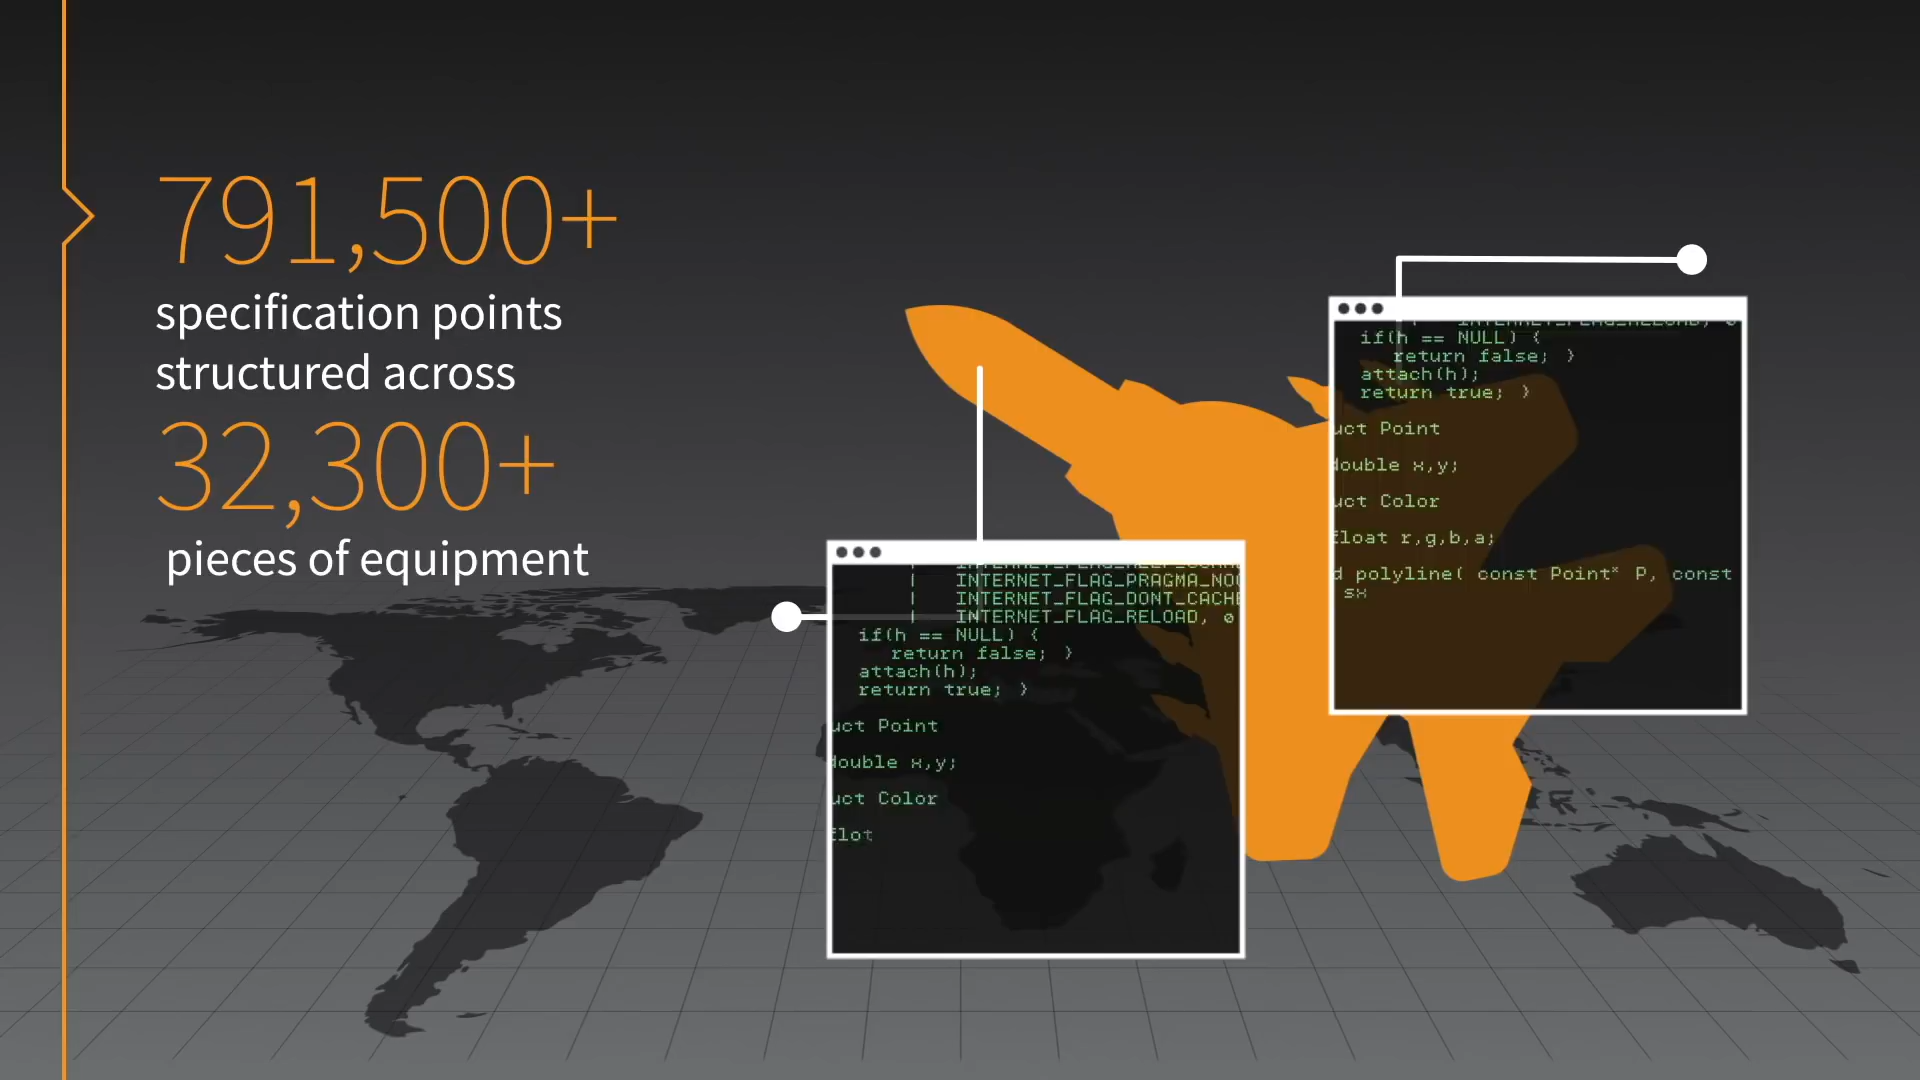 791,500+
specification points
structured across
32,300+
pieces of equipment
if(h == NULL) {
return false; }
attach(h);
return true; }
uct Point
double x,y;
uct Color
float r,g,b,a;
d polyline( const Point* P, const
sx
| INTERNET_FLAG_PRAGMA_NOC
| INTERNET_FLAG_DONT_CACHE
| INTERNET_FLAG_RELOAD, 0
if(h == NULL) {
return false; }
attach(h);
return true; }
uct Point
double x,y;
uct Color
flot